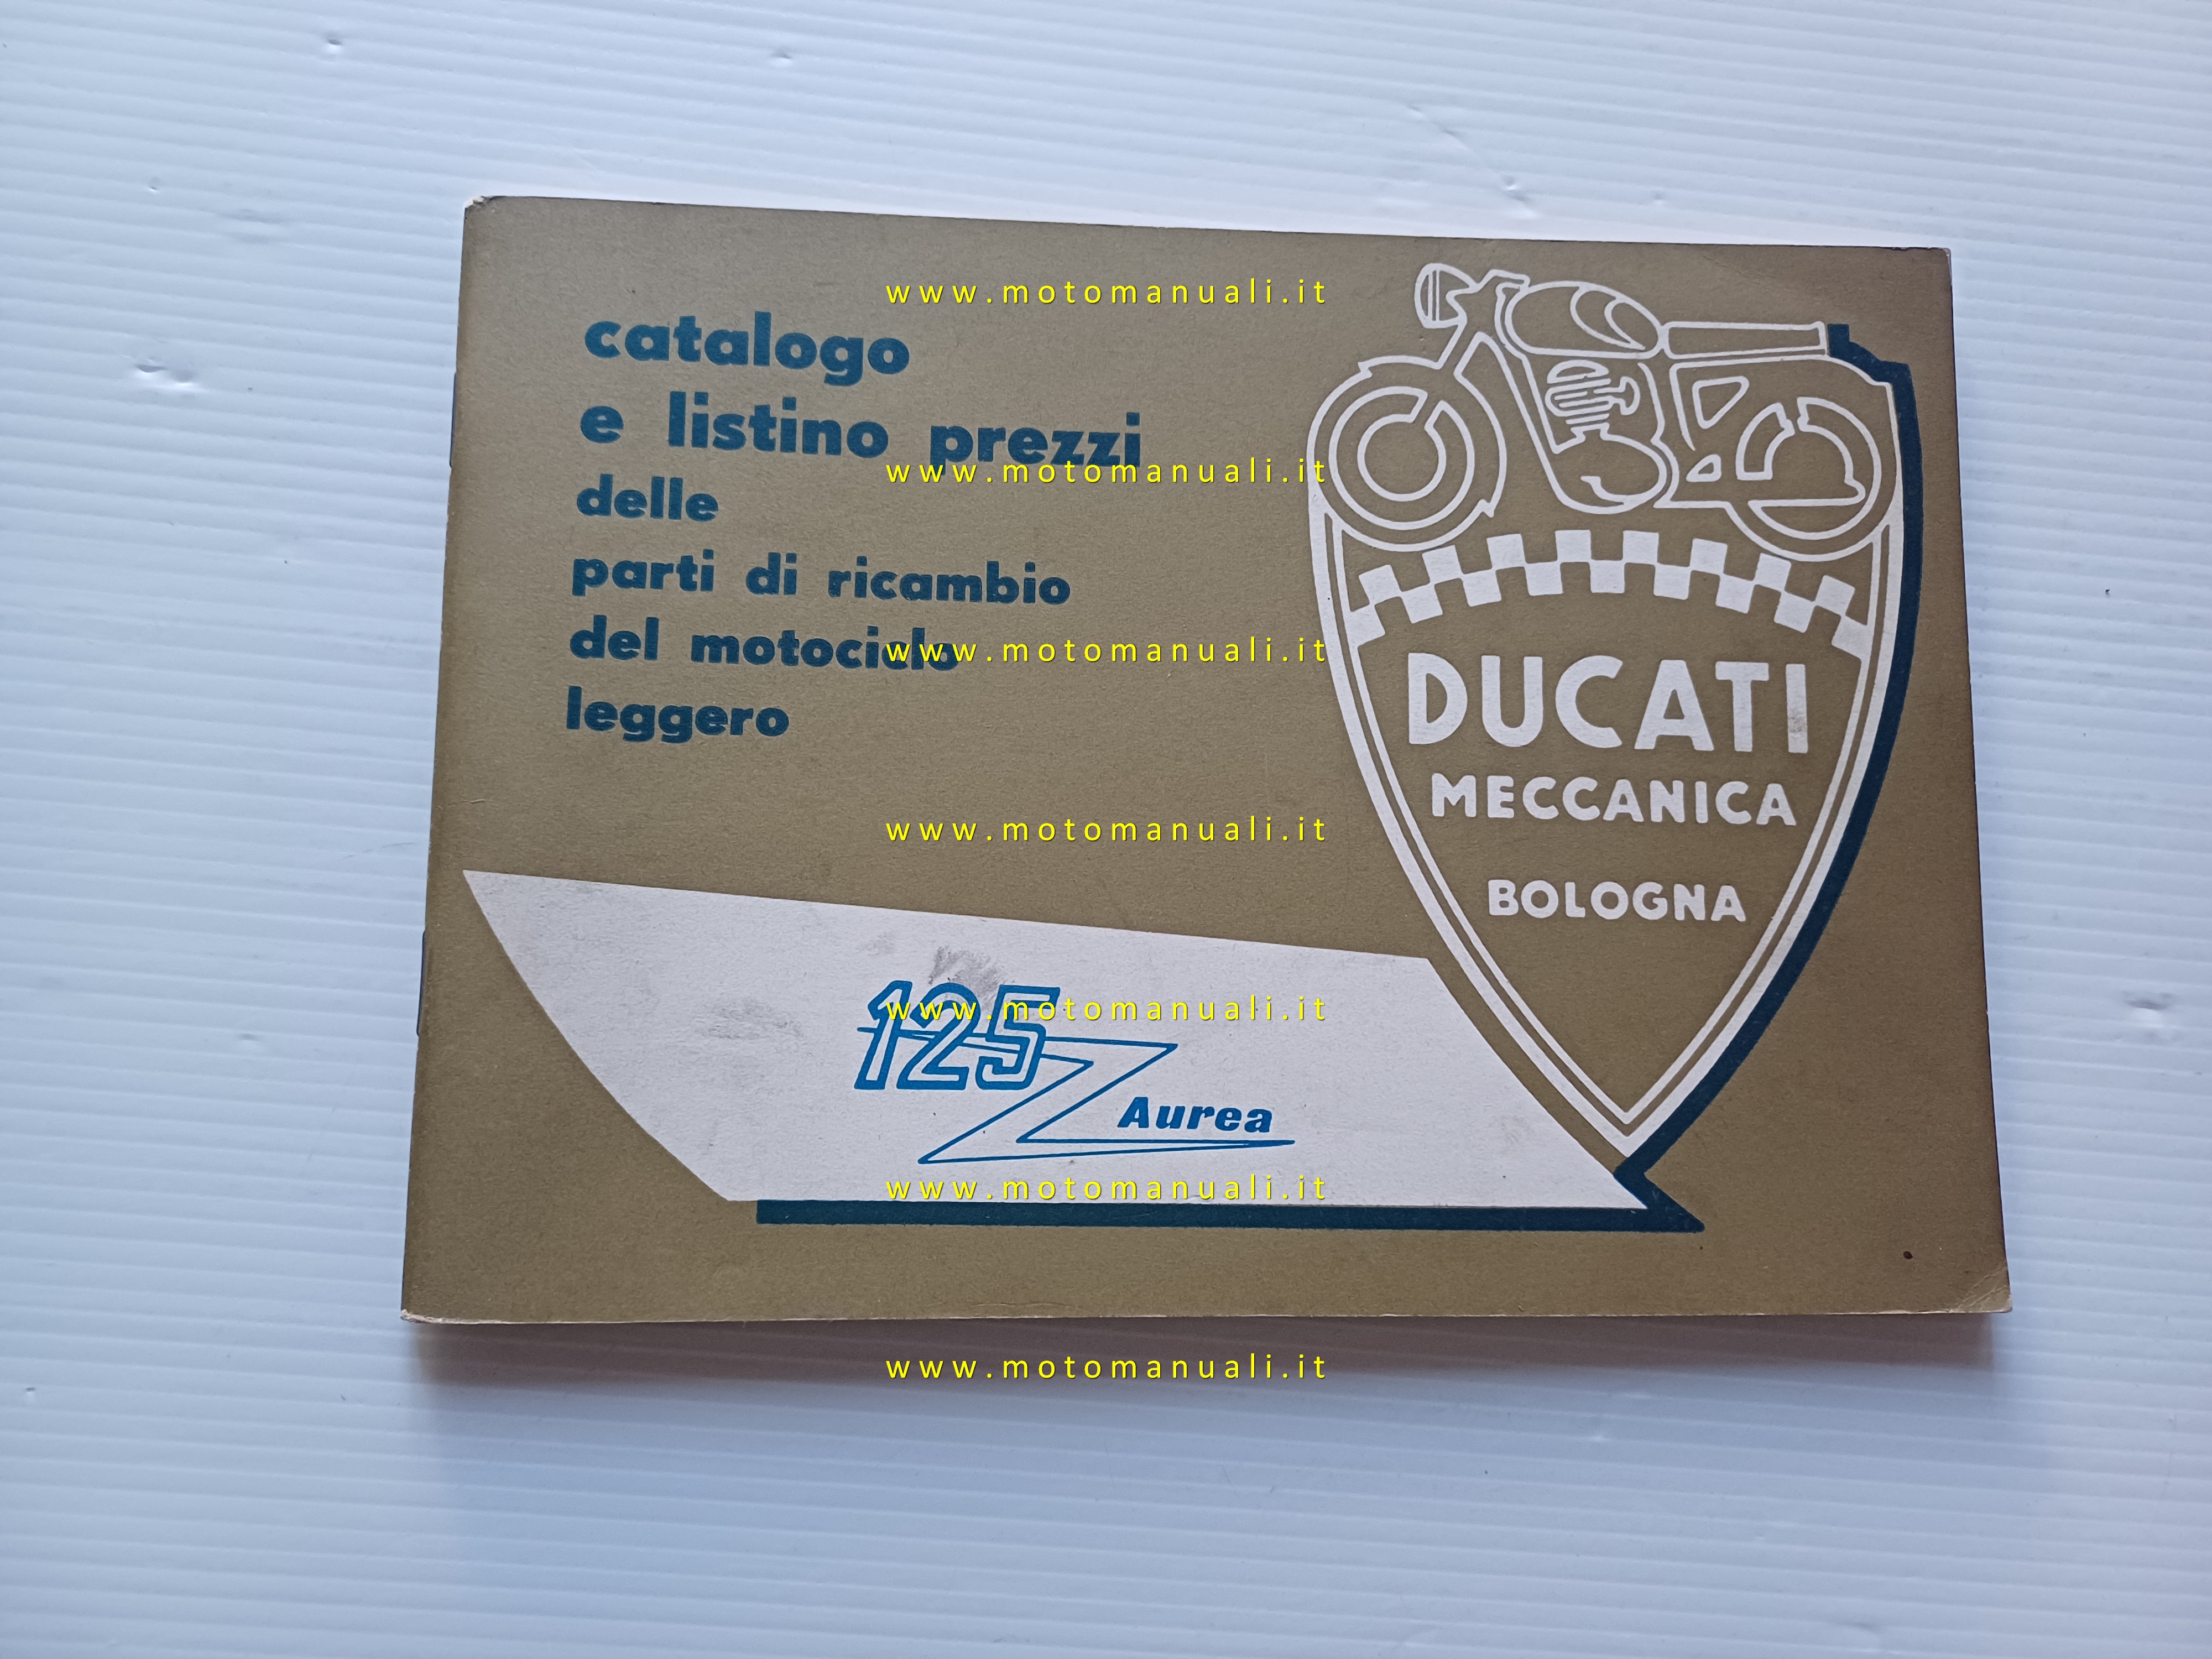 www.motomanuali.it
catalogo
e listino prezzi
www.motomanuali.it
delle
parti di ricambio
del motociclo
www.motomanuali.it
leggero
DUCATI
MECCANICA
www.motomanuali.it
BOLOGNA
125
www.motomanuali.it
Aurea
www.motomanuali.it
www.motomanuali.it